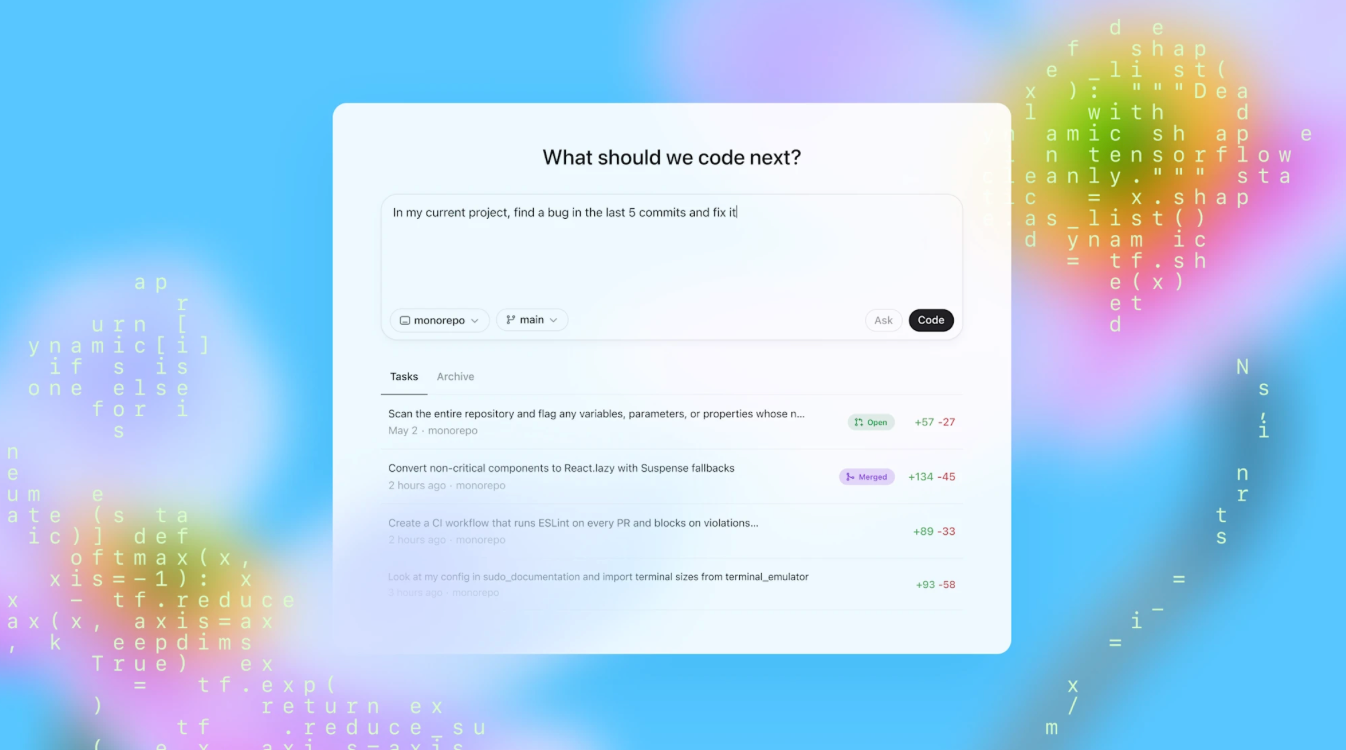 What should we code next?
In my current project, find a bug in the last 5 commits and fix it
monorepo
main
Ask
Code
Tasks
Archive
Scan the entire repository and flag any variables, parameters, or properties whose n...
May 2 · monorepo
Open
+57 -27
Convert non-critical components to React.lazy with Suspense fallbacks
2 hours ago · monorepo
Merged
+134 -45
Create a CI workflow that runs ESLint on every PR and blocks on violations...
2 hours ago · monorepo
+89 -33
Look at my config in sudo_documentation and import terminal sizes from terminal_emulator
3 hours ago · monorepo
+93 -58
d e
f shap
e _li st(
x ): """Dea
l with d
amic sh ap e
n tensorflow
eanly.""" sta
c = x.shap
as_list()
d ynam ic
= tf.sh
e(x)
et
d
ap
r
urn [
ynamic[i]
if s is
one else
for i
s
n
e
um e
ate (s ta
ic)] def
oftmax(x,
xis=-1): x
x - tf.reduce
ax(x, axis=ax
, k eepdims
True) ex
= tf.exp(
) return ex
tf .reduce_su
( e x axis=axis
N
s
,
i
n
r
t
s
=
_
i
=
x
/
m